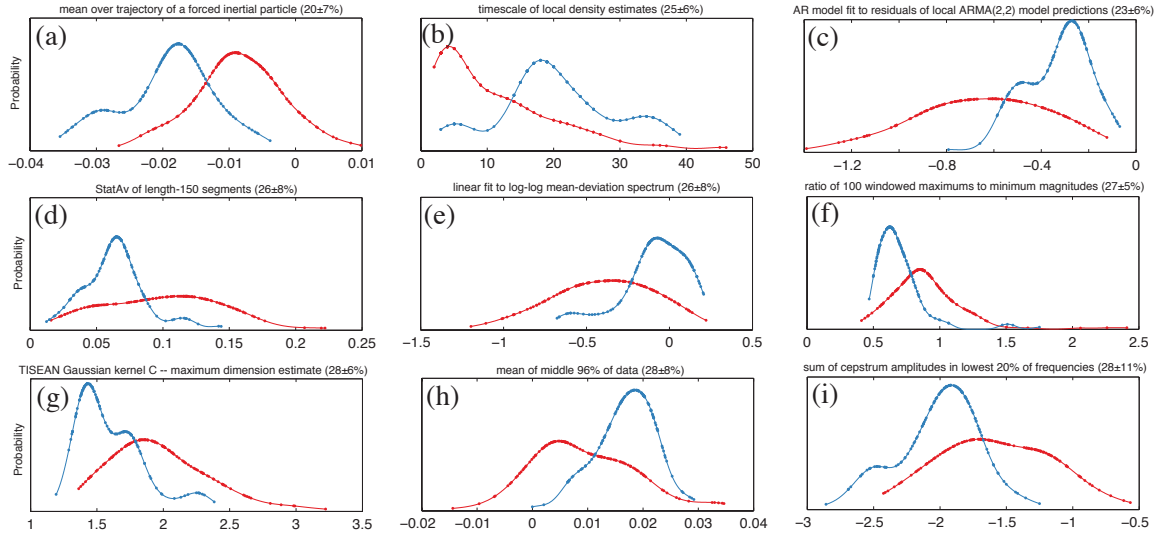 mean over trajectory of a forced inertial particle (20±7%)
timescale of local density estimates (25±6%)
AR model fit to residuals of local ARMA(2,2) model predictions (23±6%)
(a)
(b)
(c)
Probability
−0.04 −0.03 −0.02 −0.01 0 0.01
0 10 20 30 40 50
−1.2 −0.8 −0.4 0
StatAv of length-150 segments (26±8%)
linear fit to log-log mean-deviation spectrum (26±8%)
ratio of 100 windowed maximums to minimum magnitudes (27±5%)
(d)
(e)
(f)
Probability
0 0.05 0.1 0.15 0.2 0.25
−1.5 −1 −0.5 0 0.5
0 0.5 1 1.5 2 2.5
TISEAN Gaussian kernel C -- maximum dimension estimate (28±6%)
mean of middle 96% of data (28±8%)
sum of cepstrum amplitudes in lowest 20% of frequencies (28±11%)
(g)
(h)
(i)
Probability
1 1.5 2 2.5 3 3.5
−0.02 −0.01 0 0.01 0.02 0.03 0.04
−3 −2.5 −2 −1.5 −1 −0.5